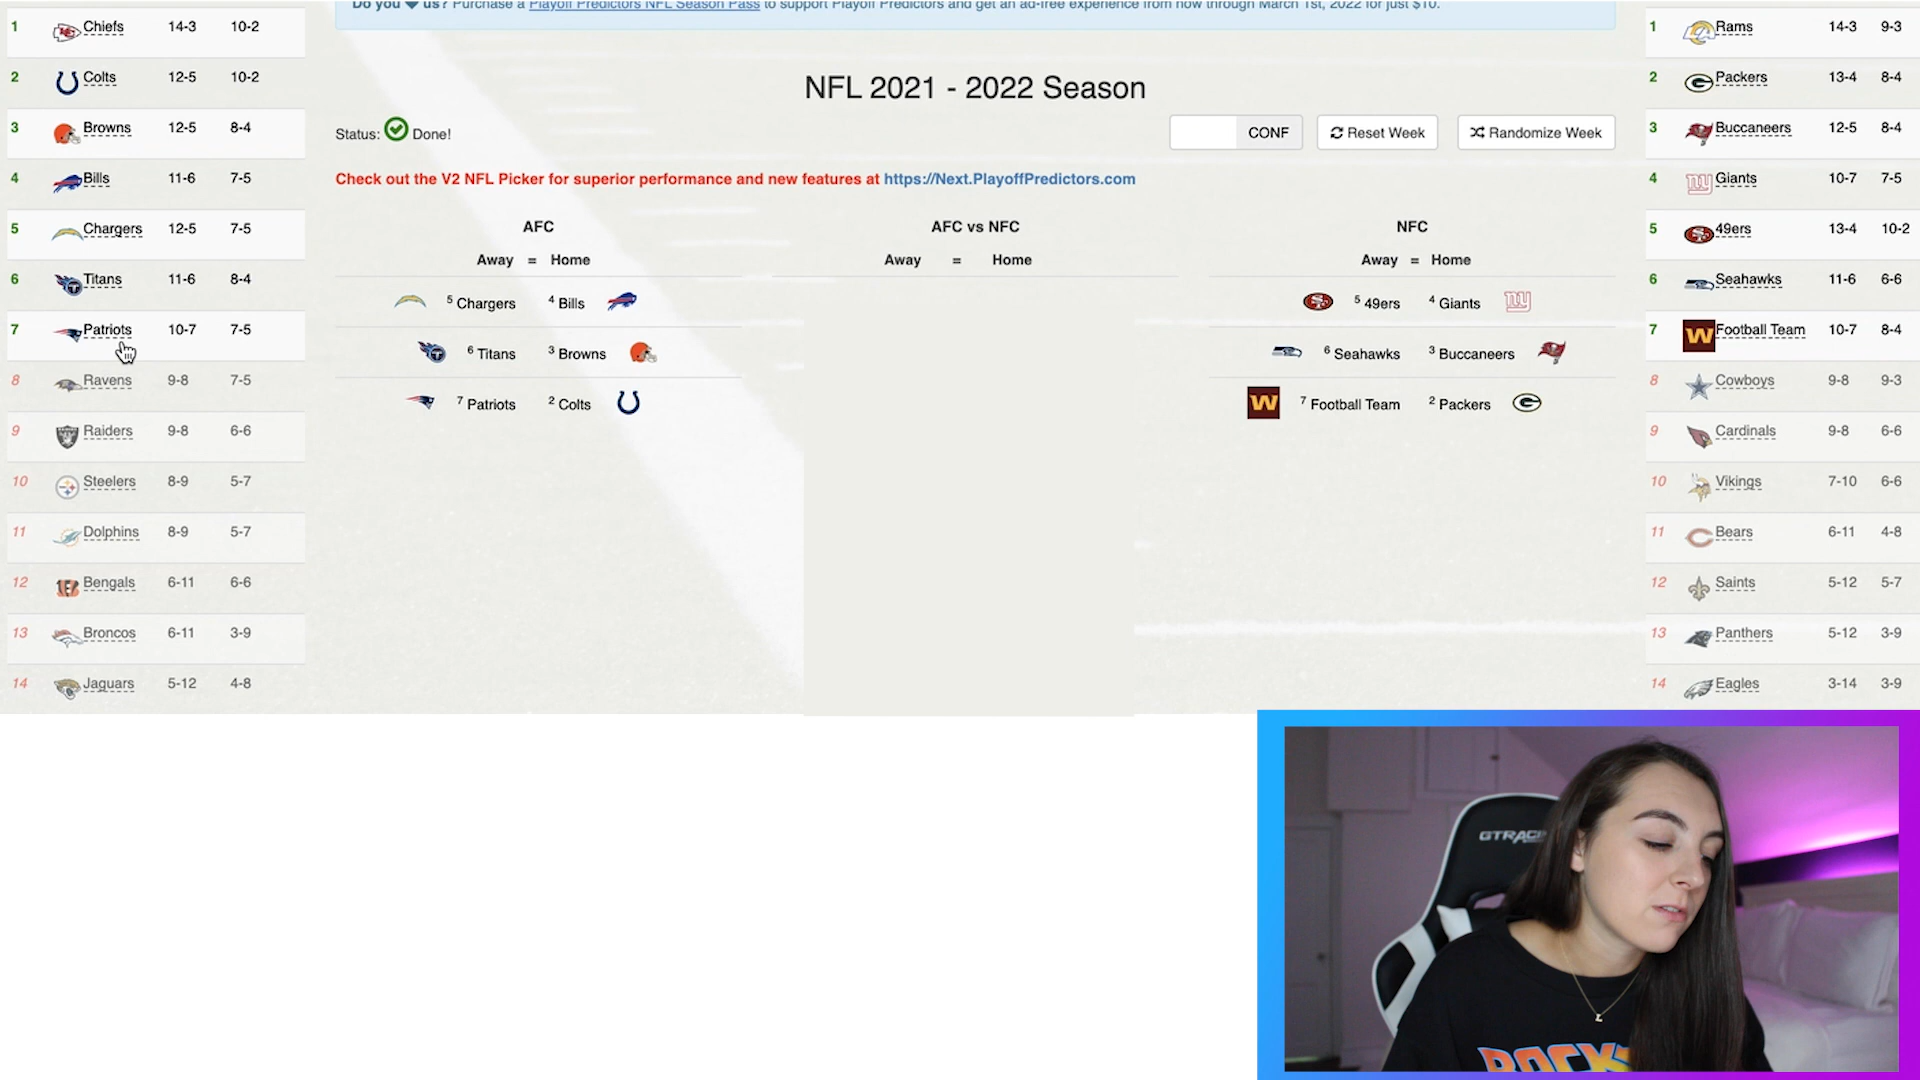 Do you ❤ us? Purchase a Playoff Predictors NFL Season Pass to support Playoff Predictors and get an ad-free experience from now through March 1st, 2022 for just $10.
1 Chiefs 14-3 10-2
2 Colts 12-5 10-2
3 Browns 12-5 8-4
4 Bills 11-6 7-5
5 Chargers 12-5 7-5
6 Titans 11-6 8-4
7 Patriots 10-7 7-5
8 Ravens 9-8 7-5
9 Raiders 9-8 6-6
10 Steelers 8-9 5-7
11 Dolphins 8-9 5-7
12 Bengals 6-11 6-6
13 Broncos 6-11 3-9
14 Jaguars 5-12 4-8
NFL 2021 - 2022 Season
Status: Done!
CONF
Reset Week
Randomize Week
Check out the V2 NFL Picker for superior performance and new features at https://Next.PlayoffPredictors.com
AFC
Away = Home
5 Chargers 4 Bills
6 Titans 3 Browns
7 Patriots 2 Colts
AFC vs NFC
Away = Home
NFC
Away = Home
5 49ers 4 Giants
6 Seahawks 3 Buccaneers
W 7 Football Team 2 Packers
1 Rams 14-3 9-3
2 Packers 13-4 8-4
3 Buccaneers 12-5 8-4
4 Giants 10-7 7-5
5 49ers 13-4 10-2
6 Seahawks 11-6 6-6
7 W Football Team 10-7 8-4
8 Cowboys 9-8 9-3
9 Cardinals 9-8 6-6
10 Vikings 7-10 6-6
11 Bears 6-11 4-8
12 Saints 5-12 5-7
13 Panthers 5-12 3-9
14 Eagles 3-14 3-9
GTRAC
L
ROCK